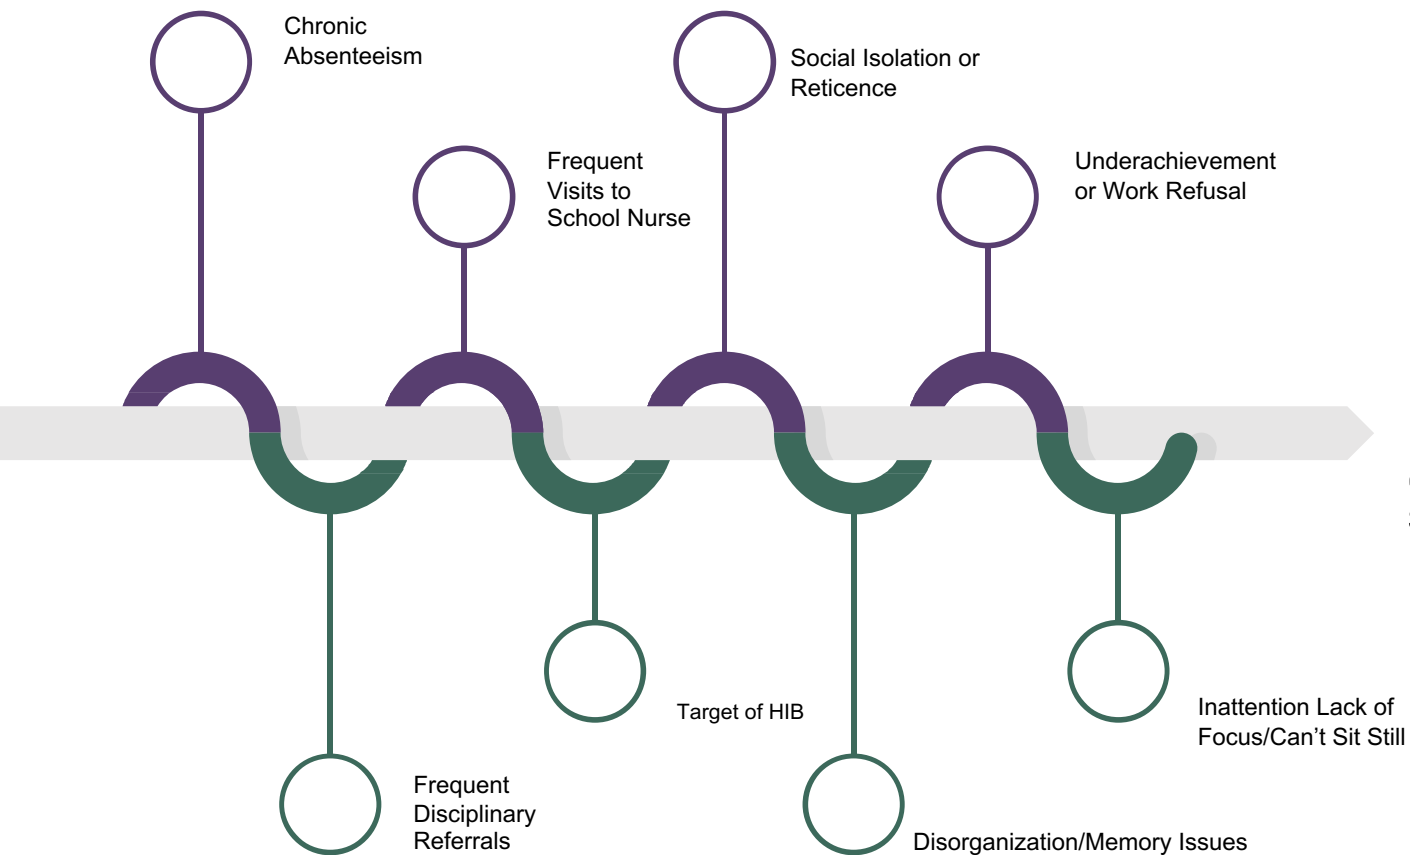 Chronic
Absenteeism
Social Isolation or
Reticence
Frequent
Visits to
School Nurse
Underachievement
or Work Refusal
Target of HIB
Inattention Lack of
Focus/Can’t Sit Still
Frequent
Disciplinary
Referrals
Disorganization/Memory Issues